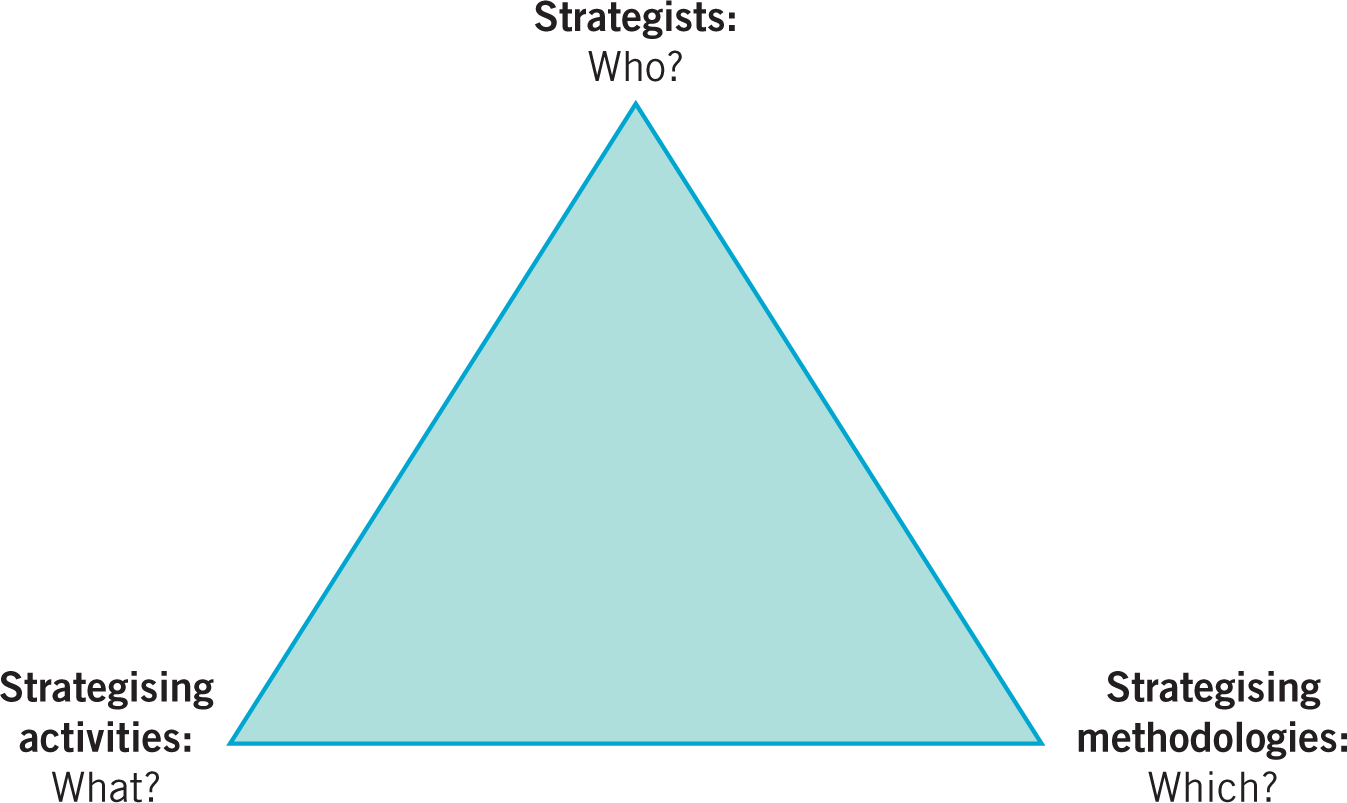 Strategists:
Who?
Strategising
activities:
What?
Strategising
methodologies:
Which?